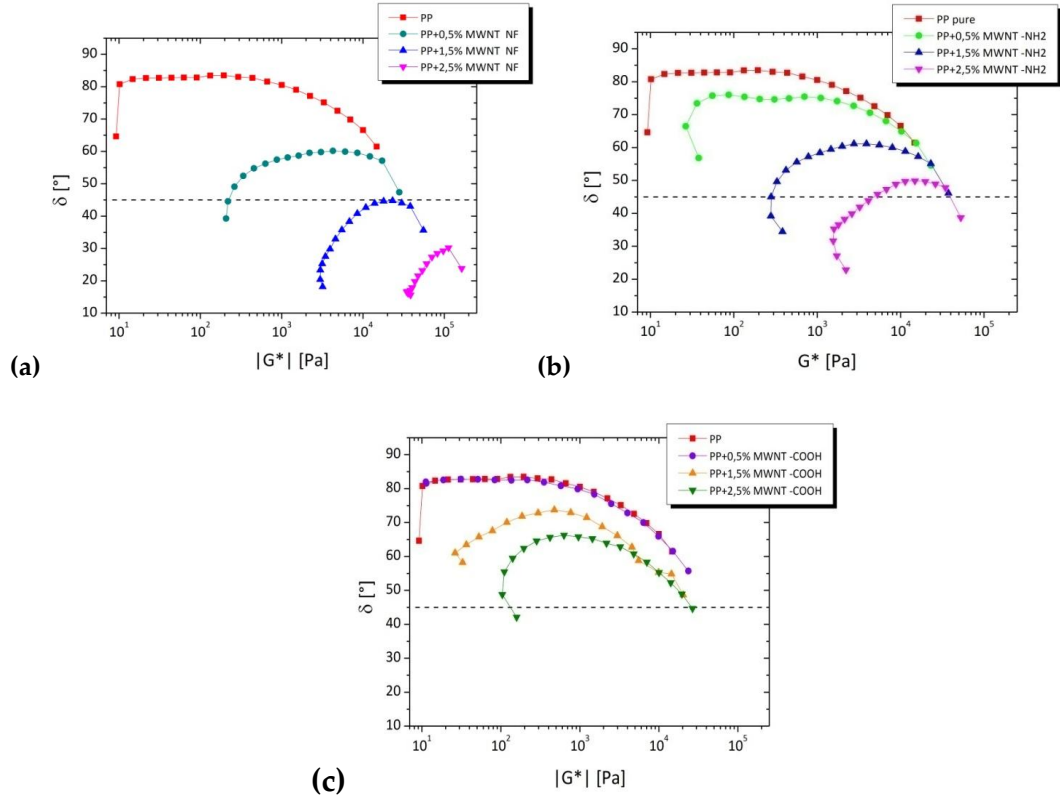 PP
PP+0,5% MWNT NF
PP+1,5% MWNT NF
PP+2,5% MWNT NF
90
80
70
60
50
40
30
20
10
δ [°]
10¹
10²
10³
10⁴
10⁵
|G*| [Pa]
(a)
PP pure
PP+0,5% MWNT -NH2
PP+1,5% MWNT -NH2
PP+2,5% MWNT -NH2
90
80
70
60
50
40
30
20
10
δ [°]
10¹
10²
10³
10⁴
10⁵
G* [Pa]
(b)
PP
PP+0,5% MWNT -COOH
PP+1,5% MWNT -COOH
PP+2,5% MWNT -COOH
90
80
70
60
50
40
30
20
10
δ [°]
10¹
10²
10³
10⁴
10⁵
|G*| [Pa]
(c)